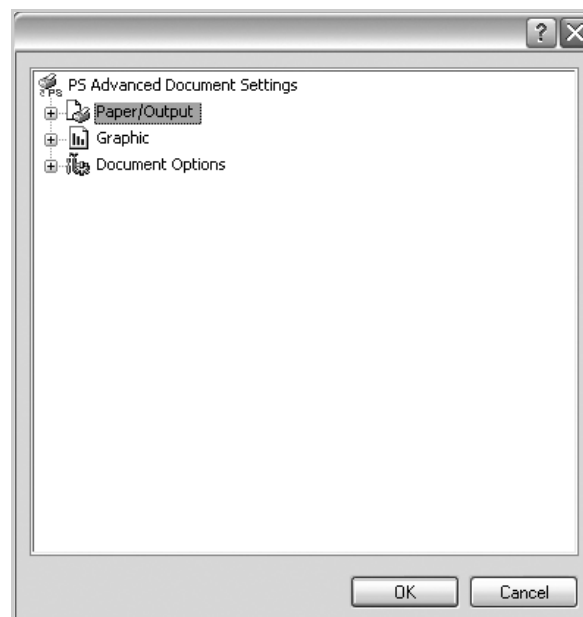 PS Advanced Document Settings
Paper/Output
Graphic
Document Options
OK
Cancel